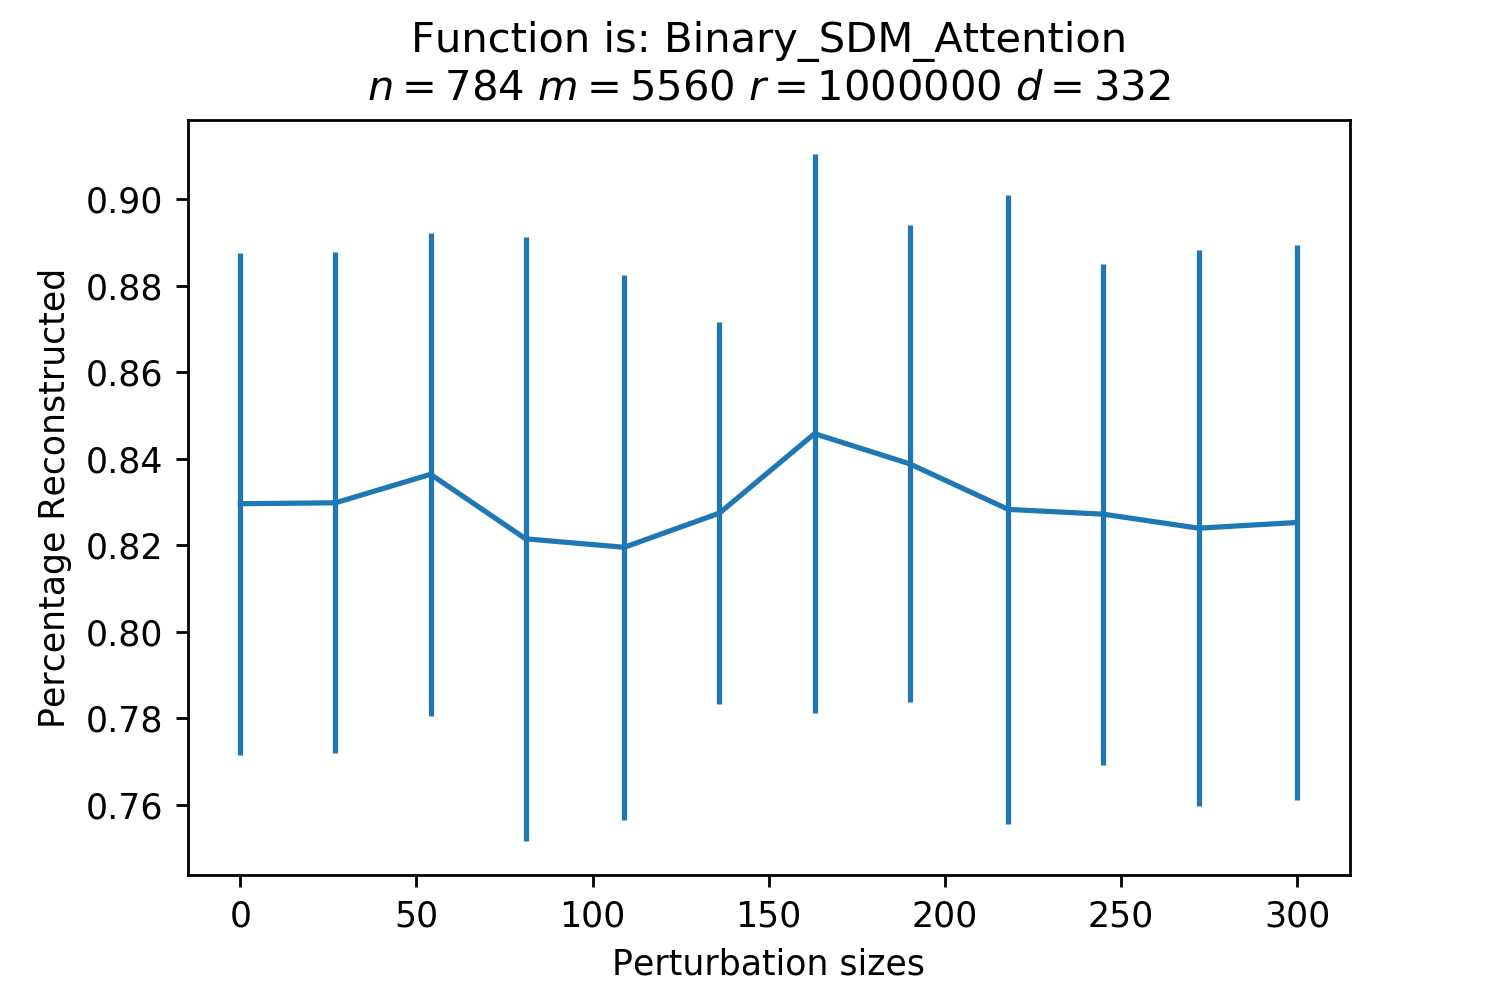 Function is: Binary_SDM_Attention
n = 784 m = 5560 r = 1000000 d = 332
Percentage Reconstructed
0.90
0.88
0.86
0.84
0.82
0.80
0.78
0.76
0 50 100 150 200 250 300
Perturbation sizes